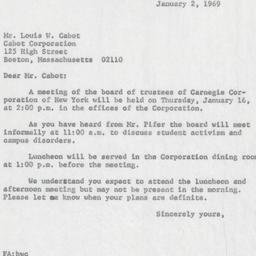 January 2, 1969
Mr. Louis W. Cabot
Cabot Corporation
125 High Street
Boston, Massachusetts 02110
Dear Mr. Cabot:
A meeting of the board of trustees of Carnegie Cor-
poration of New York will be held on Thursday, January 16,
at 2:00 p.m. in the offices of the Corporation.
As you have heard from Mr. Pifer the board will meet
informally at 11:00 a.m. to discuss student activism and
campus disorders.
Luncheon will be served in the Corporation dining room
at 1:00 p.m. before the meeting.
We understand you expect to attend the luncheon and
afternoon meeting but may not be present in the morning.
Please let me know when your plans are definite.
Sincerely yours,
FA:bwc